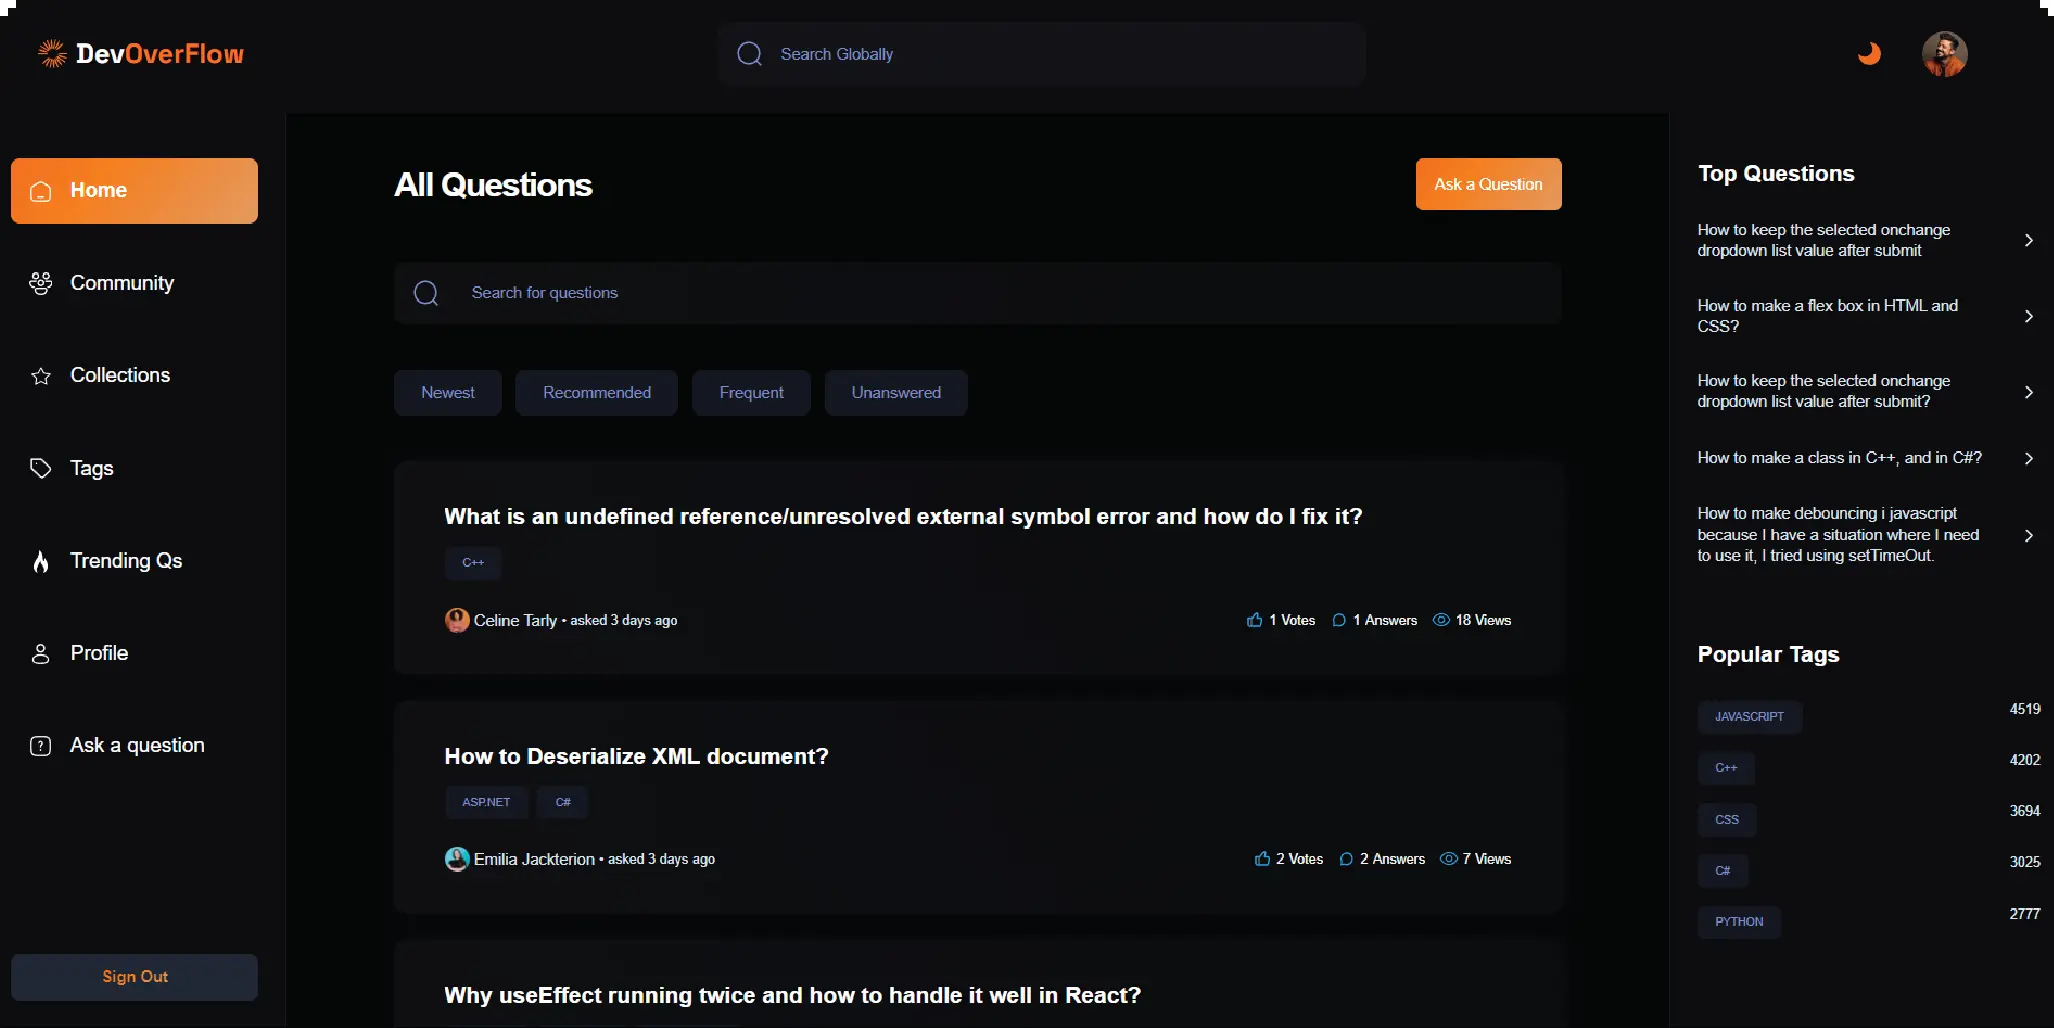 DevOverFlow
Search Globally
Home
Community
Collections
Tags
Trending Qs
Profile
Ask a question
Sign Out
All Questions
Ask a Question
Search for questions
Newest Recommended Frequent Unanswered
What is an undefined reference/unresolved external symbol error and how do I fix it?
C++
Celine Tarly • asked 3 days ago 1 Votes 1 Answers 18 Views
How to Deserialize XML document?
ASP.NET C#
Emilia Jackterion • asked 3 days ago 2 Votes 2 Answers 7 Views
Why useEffect running twice and how to handle it well in React?
Top Questions
How to keep the selected onchange
dropdown list value after submit
How to make a flex box in HTML and
CSS?
How to keep the selected onchange
dropdown list value after submit?
How to make a class in C++, and in C#?
How to make debouncing i javascript
because I have a situation where I need
to use it, I tried using setTimeOut.
Popular Tags
JAVASCRIPT 4519
C++ 4202
CSS 3694
C# 3025
PYTHON 2777